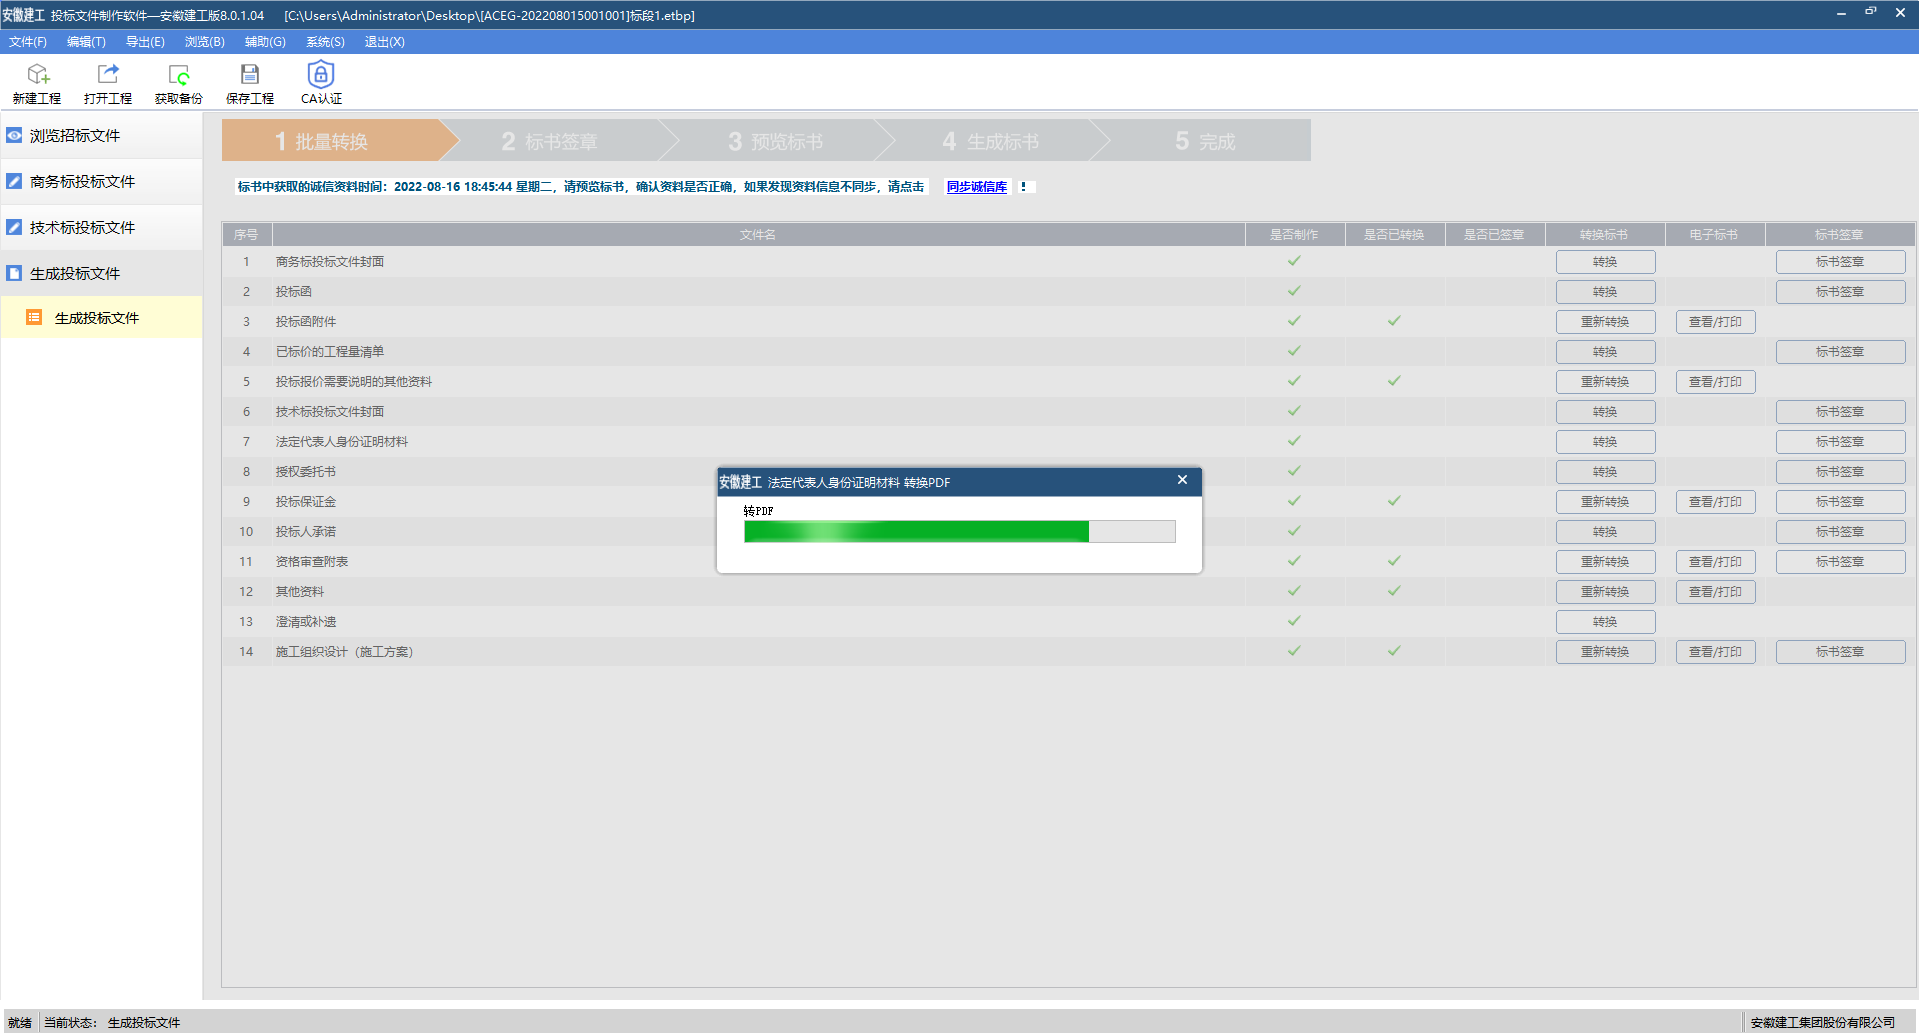 安徽建工 投标文件制作软件—安徽建工版8.0.1.04 [C:\Users\Administrator\Desktop\[ACEG-202208015001001]标段1.etbp]
文件(F) 编辑(T) 导出(E) 浏览(B) 辅助(G) 系统(S) 退出(X)
新建工程 打开工程 获取备份 保存工程 CA认证
浏览招标文件
商务标投标文件
技术标投标文件
生成投标文件
生成投标文件
1 批量转换 2 标书签章 3 预览标书 4 生成标书 5 完成
标书中获取的诚信资料时间：2022-08-16 18:45:44 星期二，请预览标书，确认资料是否正确，如果发现资料信息不同步，请点击 同步诚信库 ！
序号 文件名 是否制作 是否已转换 是否已签章 转换标书 电子标书 标书签章
1 商务标投标文件封面 转换 标书签章
2 投标函 转换 标书签章
3 投标函附件 重新转换 查看/打印
4 已标价的工程量清单 转换 标书签章
5 投标报价需要说明的其他资料 重新转换 查看/打印
6 技术标投标文件封面 转换 标书签章
7 法定代表人身份证明材料 转换 标书签章
8 授权委托书 转换 标书签章
9 投标保证金 重新转换 查看/打印 标书签章
10 投标人承诺 转换 标书签章
11 资格审查附表 重新转换 查看/打印 标书签章
12 其他资料 重新转换 查看/打印
13 澄清或补遗 转换
14 施工组织设计（施工方案） 重新转换 查看/打印 标书签章
安徽建工 法定代表人身份证明材料 转换PDF
转PDF
就绪 当前状态： 生成投标文件 安徽建工集团股份有限公司